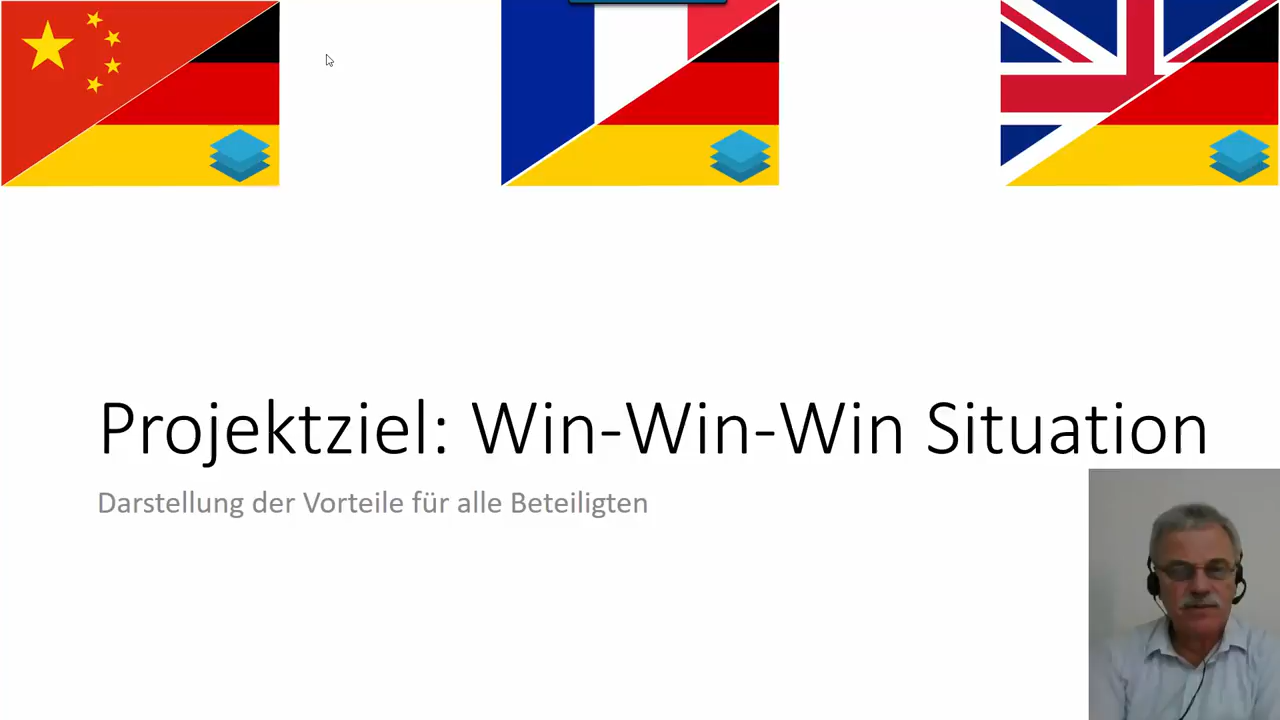 Projektziel: Win-Win-Win Situation
Darstellung der Vorteile für alle Beteiligten